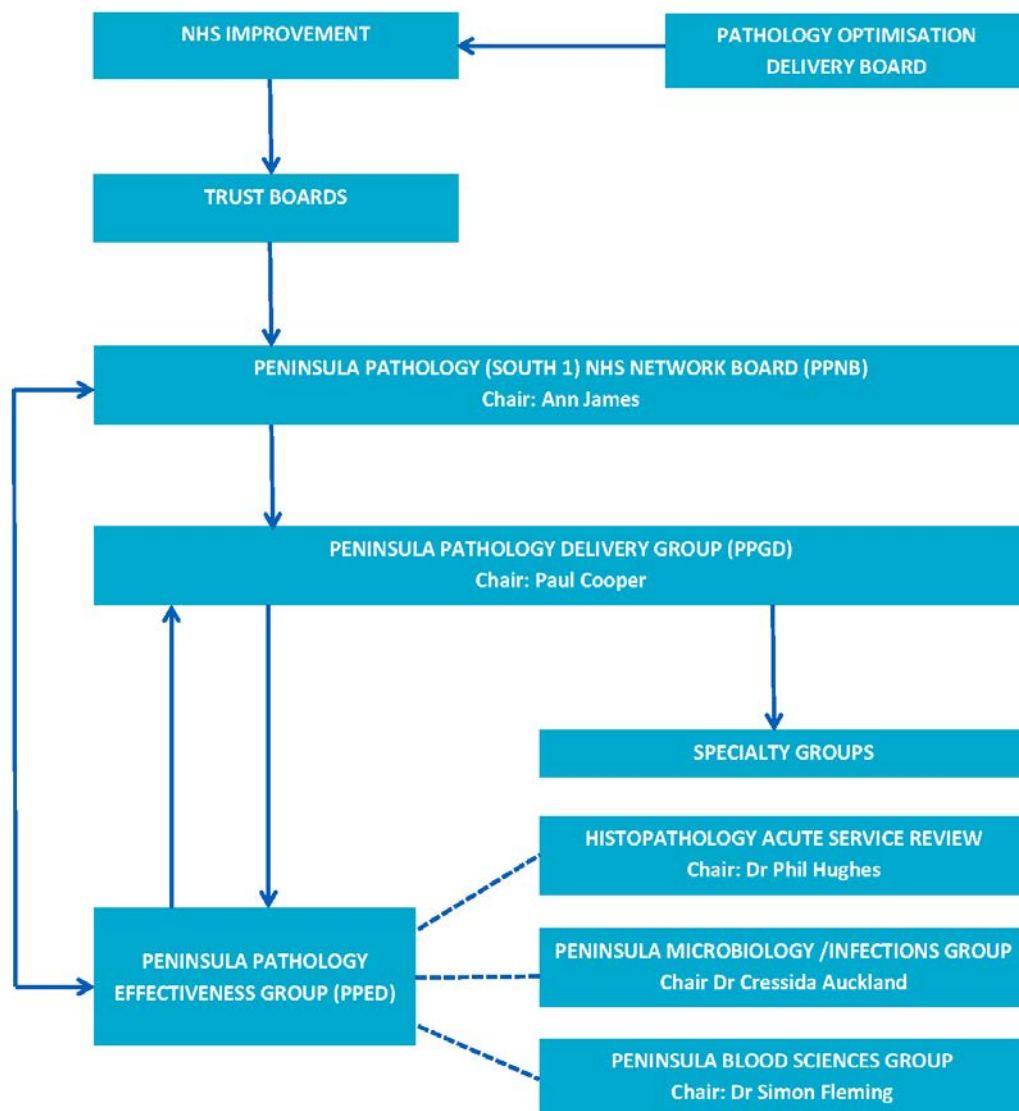 NHS IMPROVEMENT
PATHOLOGY OPTIMISATION
DELIVERY BOARD
TRUST BOARDS
PENINSULA PATHOLOGY (SOUTH 1) NHS NETWORK BOARD (PPNB)
Chair: Ann James
PENINSULA PATHOLOGY DELIVERY GROUP (PPGD)
Chair: Paul Cooper
SPECIALTY GROUPS
HISTOPATHOLOGY ACUTE SERVICE REVIEW
Chair: Dr Phil Hughes
PENINSULA PATHOLOGY
EFFECTIVENESS GROUP (PPED)
PENINSULA MICROBIOLOGY /INFECTIONS GROUP
Chair Dr Cressida Auckland
PENINSULA BLOOD SCIENCES GROUP
Chair: Dr Simon Fleming